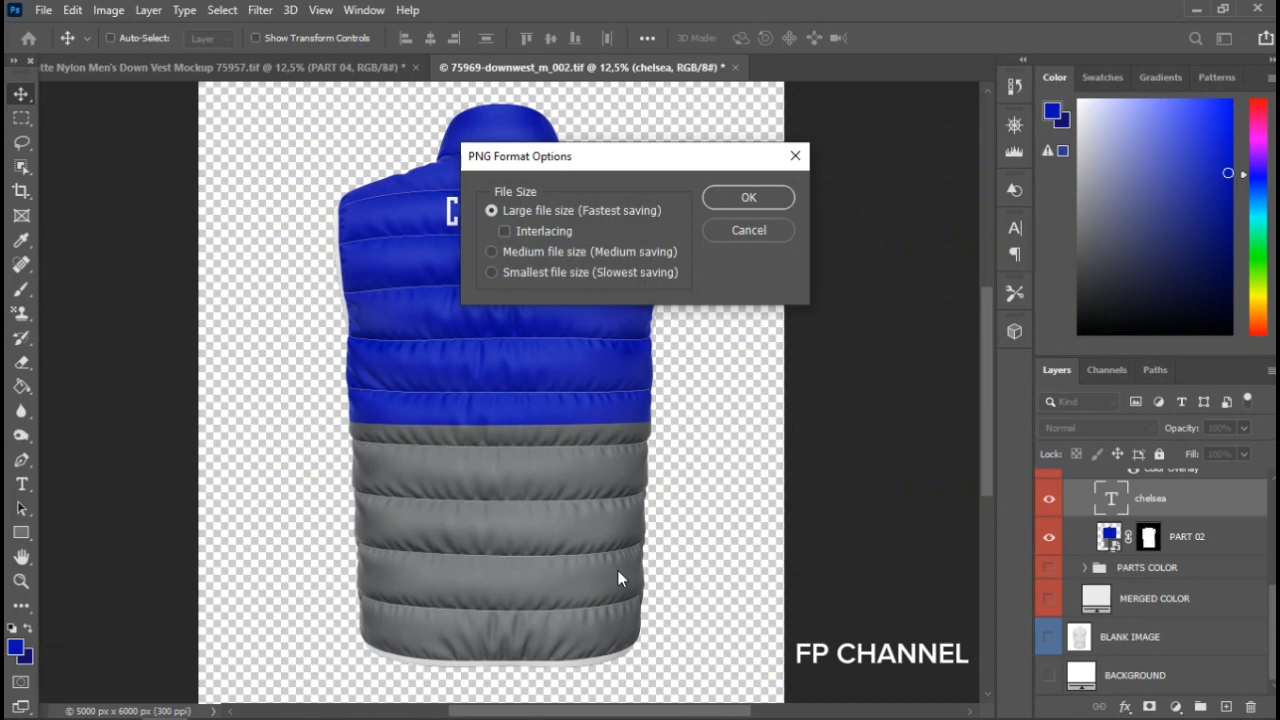 Ps File Edit Image Layer Type Select Filter 3D View Window Help
Auto-Select: Layer Show Transform Controls 3D Mode:
tte Nylon Men's Down Vest Mockup 75957.tif @ 12,5% (PART 04, RGB/8#) * × © 75969-downwest_m_002.tif @ 12,5% (chelsea, RGB/8#) * ×
Color Swatches Gradients Patterns
PNG Format Options
File Size
Large file size (Fastest saving)
Interlacing
Medium file size (Medium saving)
Smallest file size (Slowest saving)
OK
Cancel
C
Layers Channels Paths
Kind
Normal Opacity: 100%
Lock: Fill: 100%
Color Overlay
T chelsea
PART 02
PARTS COLOR
MERGED COLOR
BLANK IMAGE
BACKGROUND
FP CHANNEL
© 5000 px x 6000 px (300 ppi)